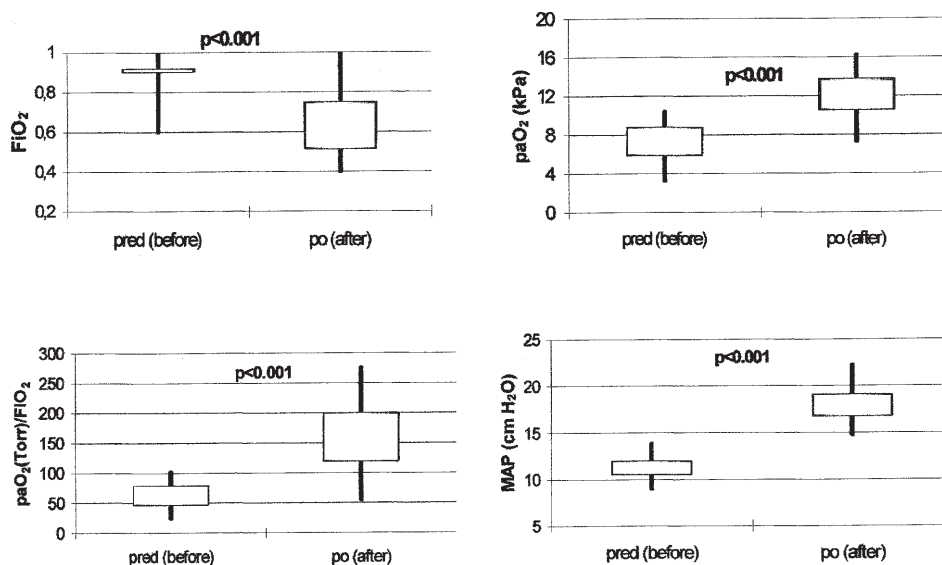 p<0.001
FiO₂
1
0,8
0,6
0,4
0,2
pred (before)
po (after)
p<0.001
paO₂ (kPa)
20
16
12
8
4
0
pred (before)
po (after)
p<0.001
paO₂(Torr)/FIO₂
300
250
200
150
100
50
0
pred (before)
po (after)
p<0.001
MAP (cm H₂O)
25
20
15
10
5
pred (before)
po (after)